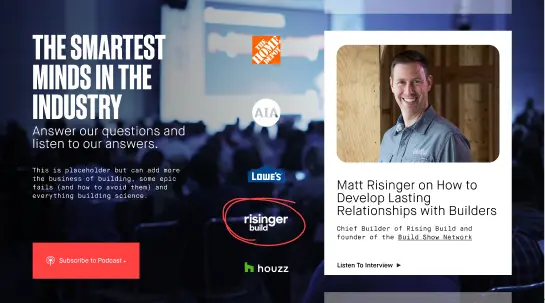 THE SMARTEST
MINDS IN THE
INDUSTRY
Answer our questions and
listen to our answers.
This is placeholder but can add more
the business of building, some epic
fails (and how to avoid them) and
everything building science.
Subscribe to Podcast
THE
HOME
DEPOT
AIA
LOWE'S
risinger
build
houzz
Matt Risinger on How to
Develop Lasting
Relationships with Builders
Chief Builder of Rising Build and
founder of the Build Show Network
Listen To Interview